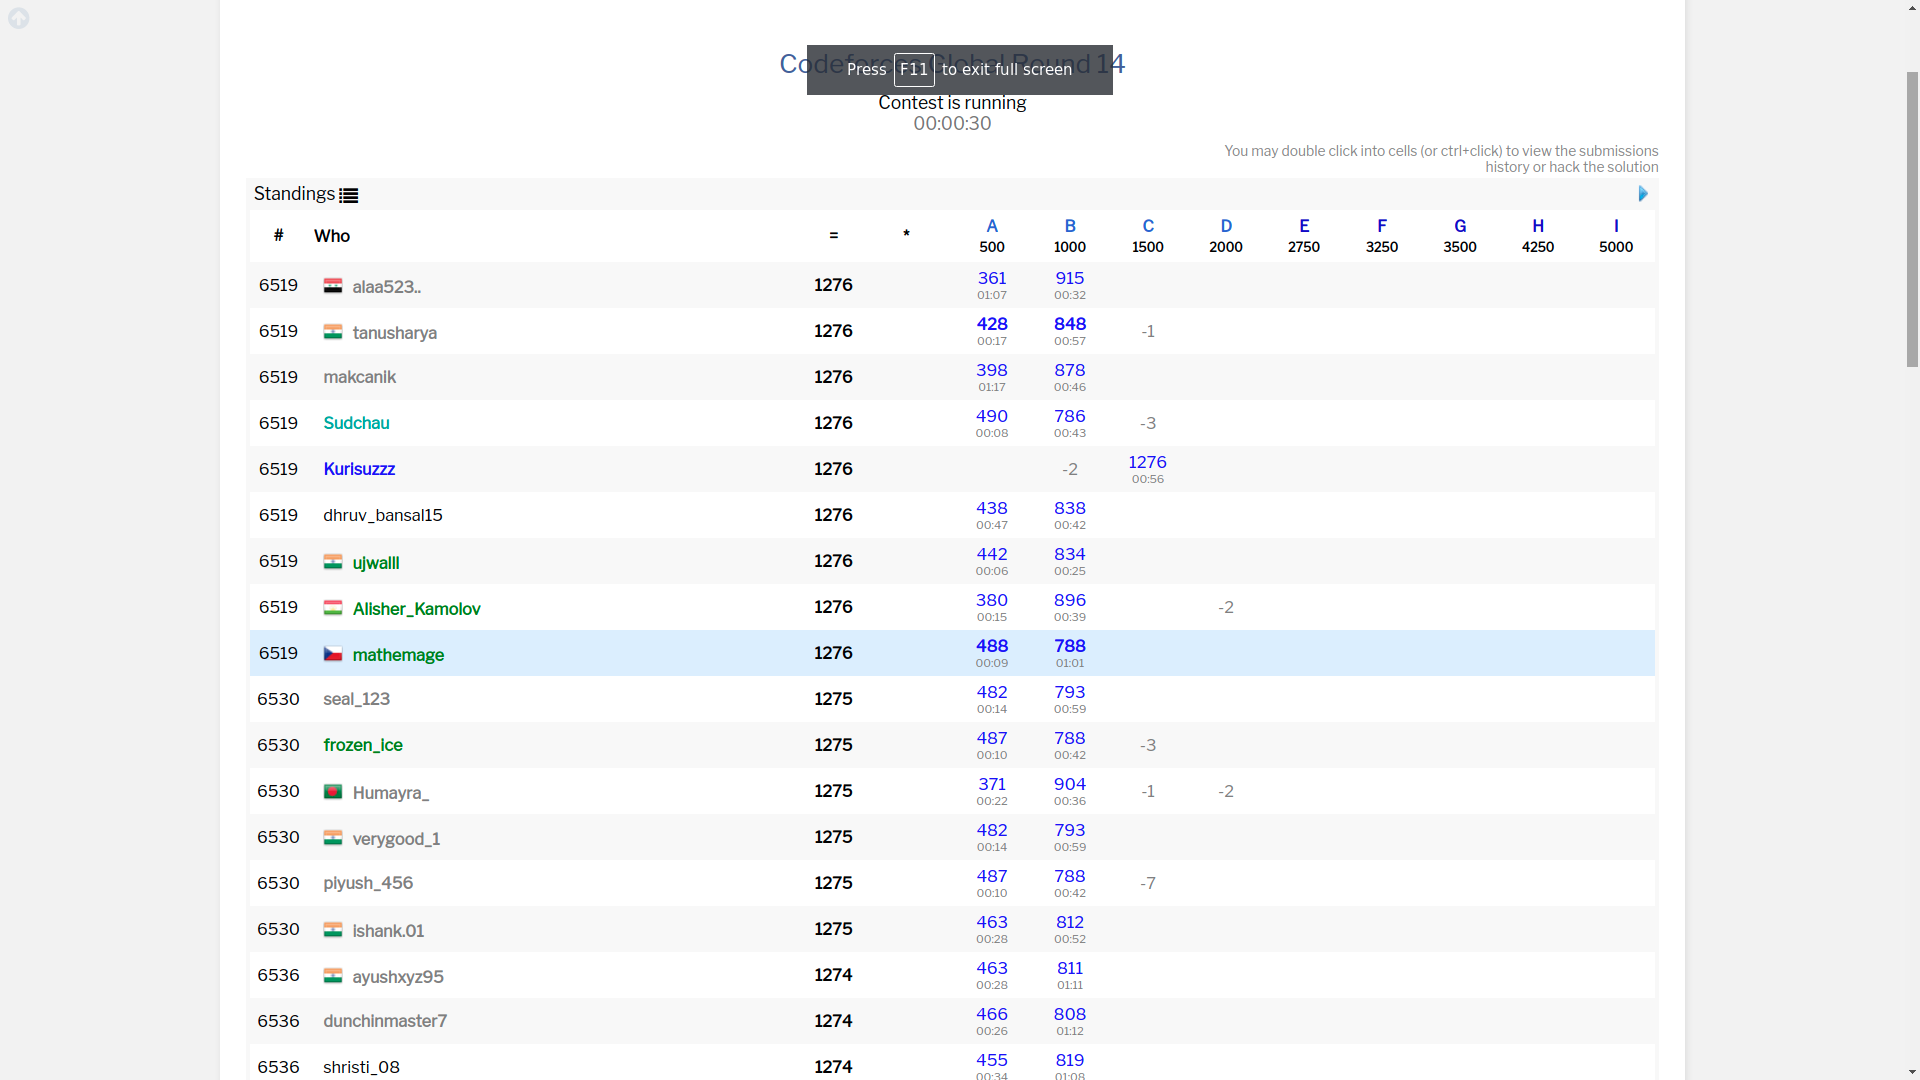 Codeforces Global Round 14
Press F11 to exit full screen
Contest is running
00:00:30
You may double click into cells (or ctrl+click) to view the submissions
history or hack the solution
Standings
# Who = * A B C D E F G H I
500 1000 1500 2000 2750 3250 3500 4250 5000
6519 alaa523.. 1276 361 915
01:07 00:32
6519 tanusharya 1276 428 848 -1
00:17 00:57
6519 makcanik 1276 398 878
01:17 00:46
6519 Sudchau 1276 490 786 -3
00:08 00:43
6519 Kurisuzzz 1276 -2 1276
00:56
6519 dhruv_bansal15 1276 438 838
00:47 00:42
6519 ujwalll 1276 442 834
00:06 00:25
6519 Alisher_Kamolov 1276 380 896 -2
00:15 00:39
6519 mathemage 1276 488 788
00:09 01:01
6530 seal_123 1275 482 793
00:14 00:59
6530 frozen_ice 1275 487 788 -3
00:10 00:42
6530 Humayra_ 1275 371 904 -1 -2
00:22 00:36
6530 verygood_1 1275 482 793
00:14 00:59
6530 piyush_456 1275 487 788 -7
00:10 00:42
6530 ishank.01 1275 463 812
00:28 00:52
6536 ayushxyz95 1274 463 811
00:28 01:11
6536 dunchinmaster7 1274 466 808
00:26 01:12
6536 shristi_08 1274 455 819
00:34 01:08